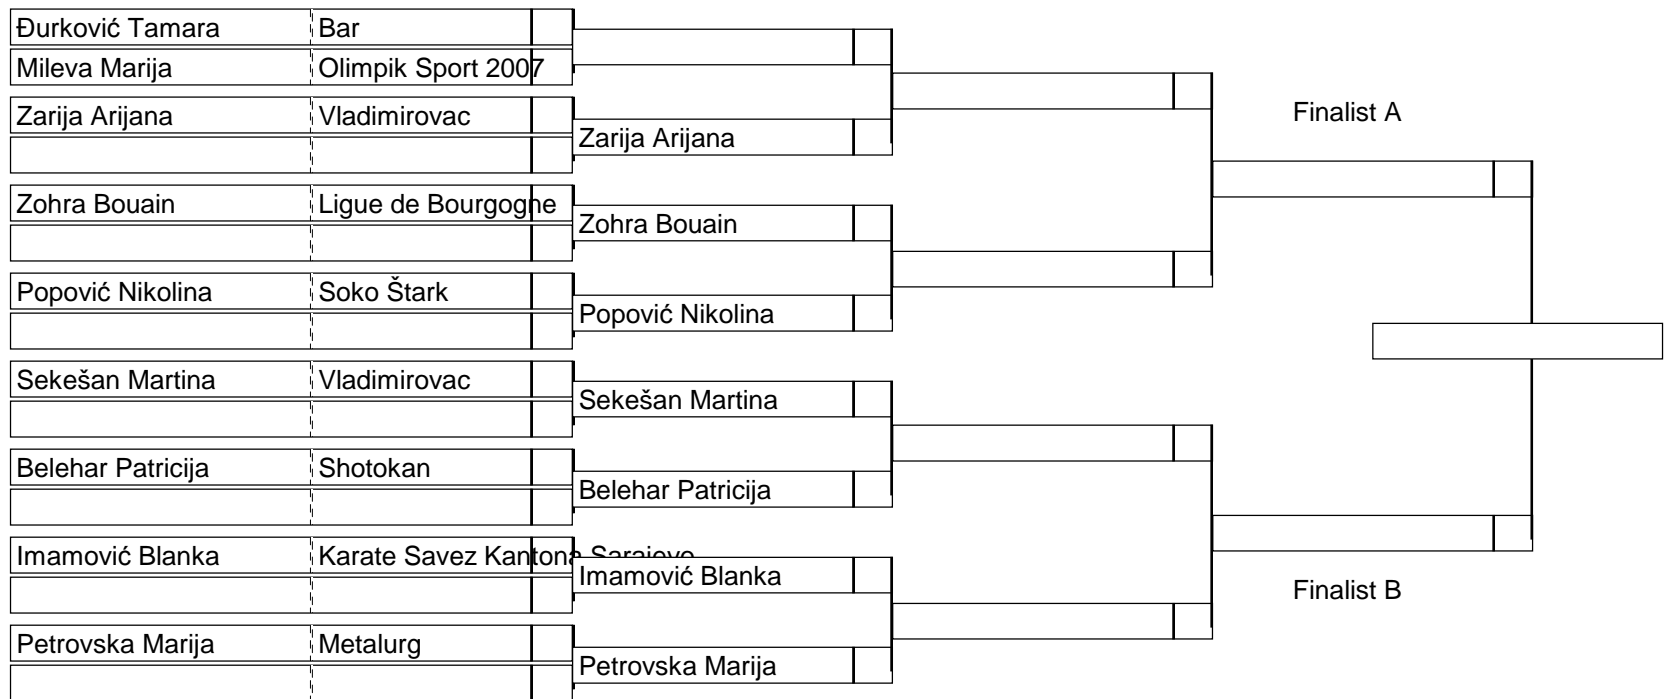 Đurković Tamara Bar
Mileva Marija Olimpik Sport 2007
Zarija Arijana Vladimirovac
Zarija Arijana
Finalist A
Zohra Bouain Ligue de Bourgogne
Zohra Bouain
Popović Nikolina Soko Štark
Popović Nikolina
Sekešan Martina Vladimirovac
Sekešan Martina
Belehar Patricija Shotokan
Belehar Patricija
Imamović Blanka Karate Savez Kantona Sarajevo
Imamović Blanka
Finalist B
Petrovska Marija Metalurg
Petrovska Marija